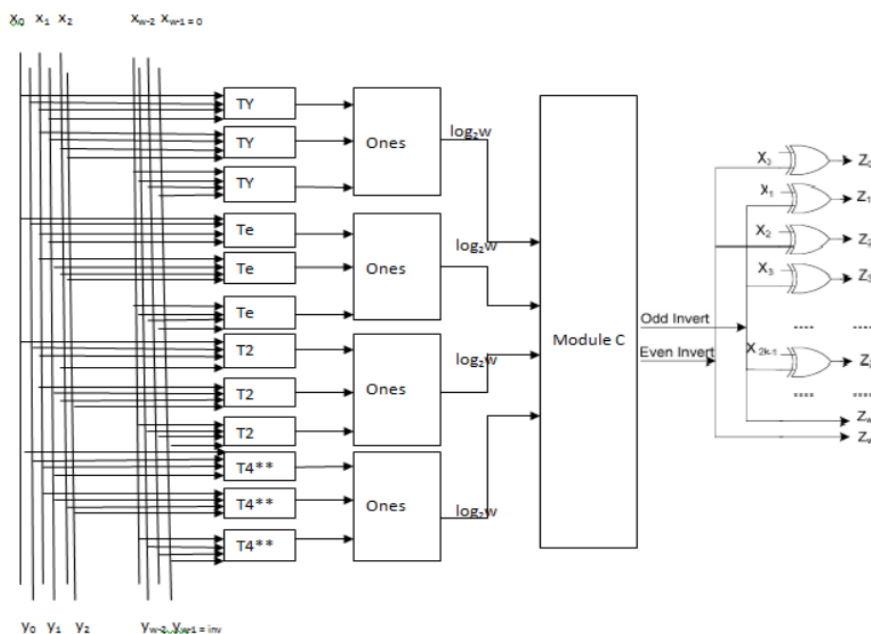 x₀ x₁ x₂ xw-2 xw-1 = 0
TY
TY
TY
Ones
log₂w
Te
Te
Te
Ones
log₂w
T2
T2
T2
Ones
log₂w
T4**
T4**
T4**
Ones
log₂w
Module C
Odd Invert
Even Invert
X₃ Z₀
X₁ Z₁
X₂ Z₂
X₃ Z₃
---- ----
X2k-1
---- ----
y₀ y₁ y₂ yw-2 yw-1 = inv